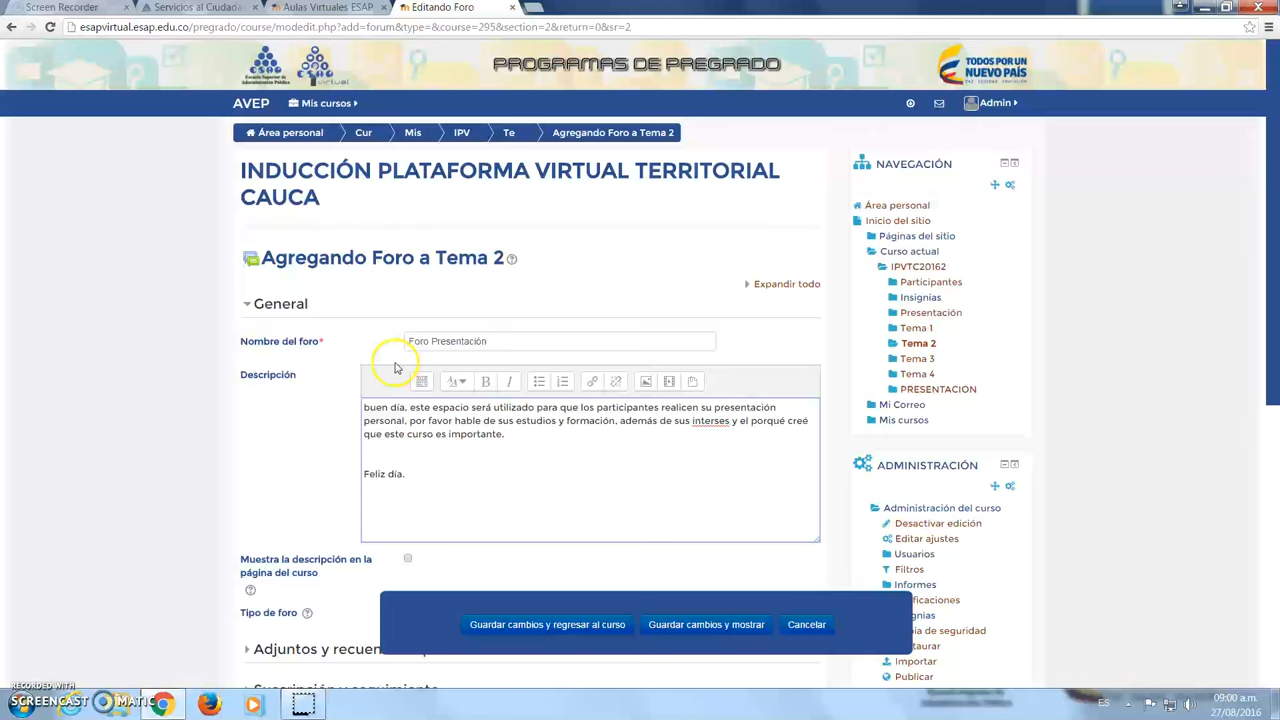 Screen Recorder
Servicios al Ciudada
Aulas Virtuales ESAP
Editando Foro
esapvirtual.esap.edu.co/pregrado/course/modedit.php?add=forum&type=&course=295&section=2&return=0&sr=2
PROGRAMAS DE PREGRADO
TODOS POR UN
NUEVO PAÍS
AVEP
Mis cursos
Admin
Área personal
Cur
Mis
IPV
Te
Agregando Foro a Tema 2
INDUCCIÓN PLATAFORMA VIRTUAL TERRITORIAL
CAUCA
Agregando Foro a Tema 2
Expandir todo
General
Nombre del foro*
Foro Presentación
Descripción
buen día, este espacio será utilizado para que los participantes realicen su presentación
personal, por favor hable de sus estudios y formación, además de sus interses y el porqué creé
que este curso es importante.
Feliz día.
Muestra la descripción en la
página del curso
Tipo de foro
Guardar cambios y regresar al curso
Guardar cambios y mostrar
Cancelar
NAVEGACIÓN
Área personal
Inicio del sitio
Páginas del sitio
Curso actual
IPVTC20162
Participantes
Insignias
Presentación
Tema 1
Tema 2
Tema 3
Tema 4
PRESENTACION
Mi Correo
Mis cursos
ADMINISTRACIÓN
Administración del curso
Desactivar edición
Editar ajustes
Usuarios
Filtros
Informes
ificaciones
gnias
ia de seguridad
taurar
Importar
Publicar
RECORDED WITH
SCREENCAST MATIC
ES
09:00 a.m.
27/08/2016